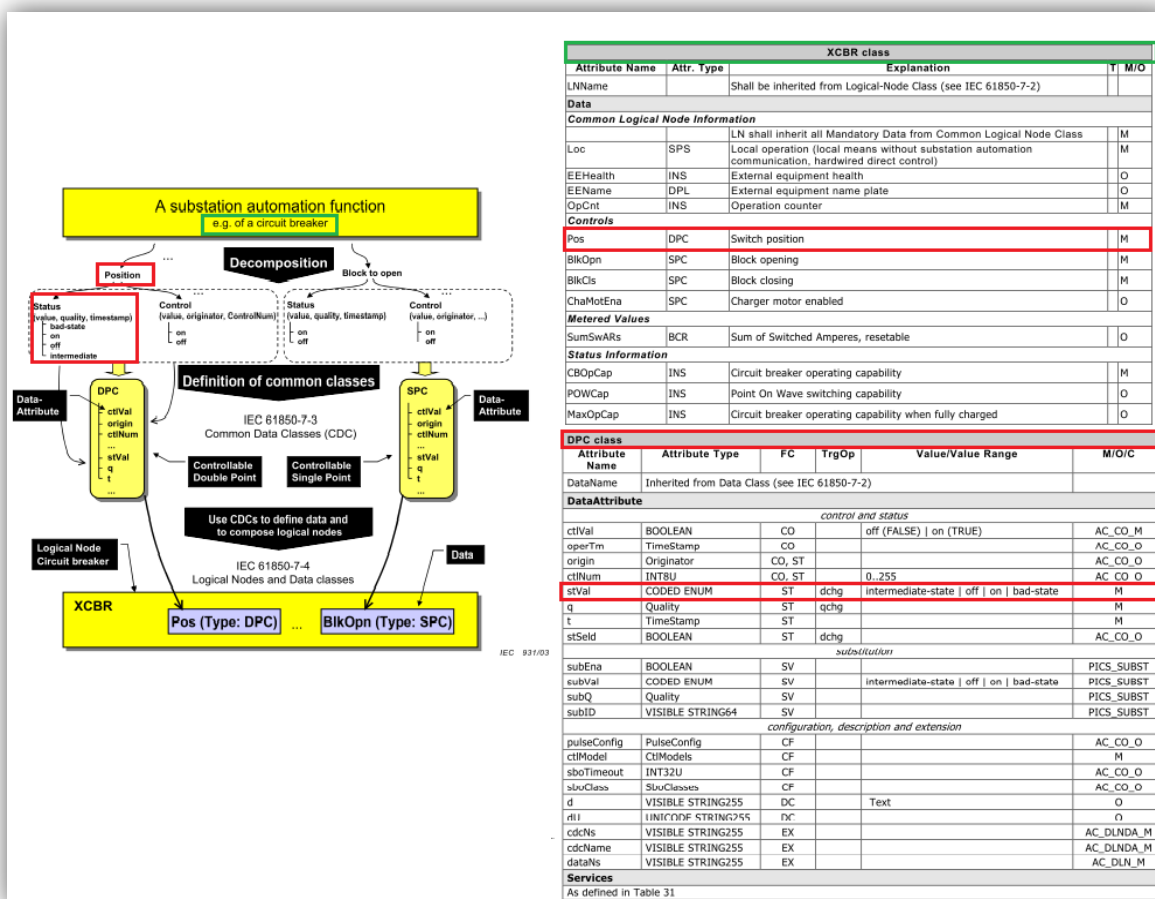 A substation automation function
e.g. of a circuit breaker
...
Decomposition
Position
Block to open
...
...
Status
(value, quality, timestamp)
bad-state
on
off
intermediate
Control
(value, originator, ControlNum)
on
off
Status
(value, quality, timestamp)
on
off
Control
(value, originator, ...)
on
off
Definition of common classes
IEC 61850-7-3
Common Data Classes (CDC)
Data-
Attribute
DPC
ctlVal
origin
ctlNum
...
stVal
q
t
...
SPC
ctlVal
origin
ctlNum
...
stVal
q
t
...
Data-
Attribute
Controllable
Double Point
Controllable
Single Point
Use CDCs to define data and
to compose logical nodes
Logical Node
Circuit breaker
IEC 61850-7-4
Logical Nodes and Data classes
Data
XCBR
Pos (Type: DPC) ... BlkOpn (Type: SPC)
IEC 931/03
XCBR class
Attribute Name Attr. Type Explanation T M/O
LNName Shall be inherited from Logical-Node Class (see IEC 61850-7-2)
Data
Common Logical Node Information
LN shall inherit all Mandatory Data from Common Logical Node Class M
Loc SPS Local operation (local means without substation automation M
communication, hardwired direct control)
EEHealth INS External equipment health O
EEName DPL External equipment name plate O
OpCnt INS Operation counter M
Controls
Pos DPC Switch position M
BlkOpn SPC Block opening M
BlkCls SPC Block closing M
ChaMotEna SPC Charger motor enabled O
Metered Values
SumSwARs BCR Sum of Switched Amperes, resetable O
Status Information
CBOpCap INS Circuit breaker operating capability M
POWCap INS Point On Wave switching capability O
MaxOpCap INS Circuit breaker operating capability when fully charged O
DPC class
Attribute Attribute Type FC TrgOp Value/Value Range M/O/C
Name
DataName Inherited from Data Class (see IEC 61850-7-2)
DataAttribute
control and status
ctlVal BOOLEAN CO off (FALSE) | on (TRUE) AC_CO_M
operTm TimeStamp CO AC_CO_O
origin Originator CO, ST AC_CO_O
ctlNum INT8U CO, ST 0..255 AC_CO_O
stVal CODED ENUM ST dchg intermediate-state | off | on | bad-state M
q Quality ST qchg M
t TimeStamp ST M
stSeld BOOLEAN ST dchg AC_CO_O
substitution
subEna BOOLEAN SV PICS_SUBST
subVal CODED ENUM SV intermediate-state | off | on | bad-state PICS_SUBST
subQ Quality SV PICS_SUBST
subID VISIBLE STRING64 SV PICS_SUBST
configuration, description and extension
pulseConfig PulseConfig CF AC_CO_O
ctlModel CtlModels CF M
sboTimeout INT32U CF AC_CO_O
sboClass SboClasses CF AC_CO_O
d VISIBLE STRING255 DC Text O
dU UNICODE STRING255 DC O
cdcNs VISIBLE STRING255 EX AC_DLNDA_M
cdcName VISIBLE STRING255 EX AC_DLNDA_M
dataNs VISIBLE STRING255 EX AC_DLN_M
Services
As defined in Table 31